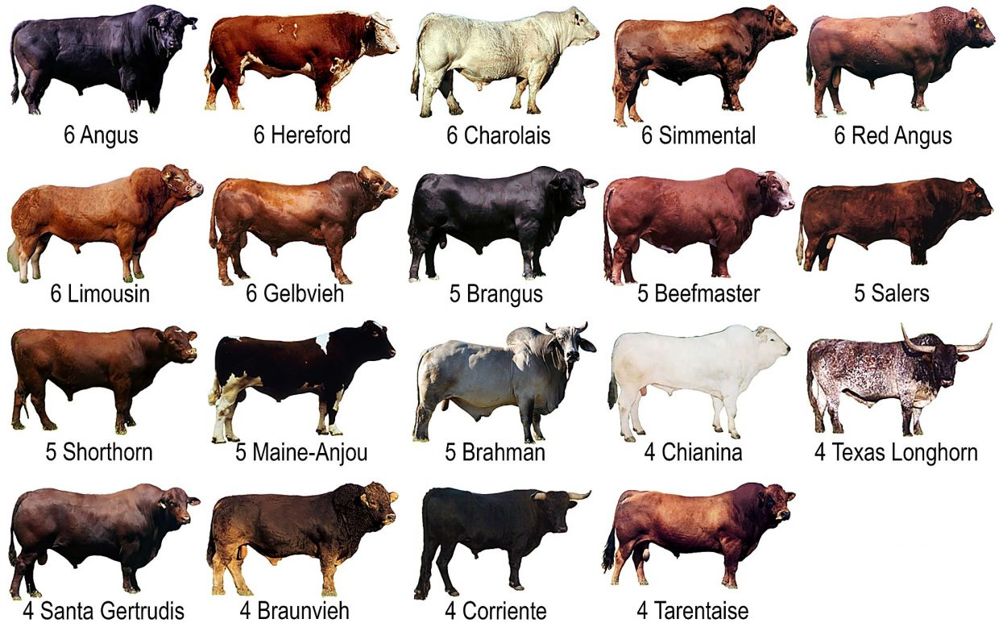 6 Angus
6 Hereford
6 Charolais
6 Simmental
6 Red Angus
6 Limousin
6 Gelbvieh
5 Brangus
5 Beefmaster
5 Salers
5 Shorthorn
5 Maine-Anjou
5 Brahman
4 Chianina
4 Texas Longhorn
4 Santa Gertrudis
4 Braunvieh
4 Corriente
4 Tarentaise